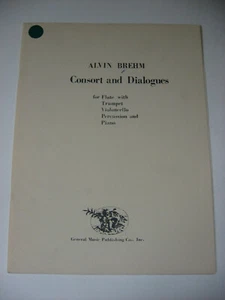 ALVIN BREHM
Consort and Dialogues
for Flute with
Trumpet
Violoncello
Percussion and
Piano
General Music Publishing Co., Inc.